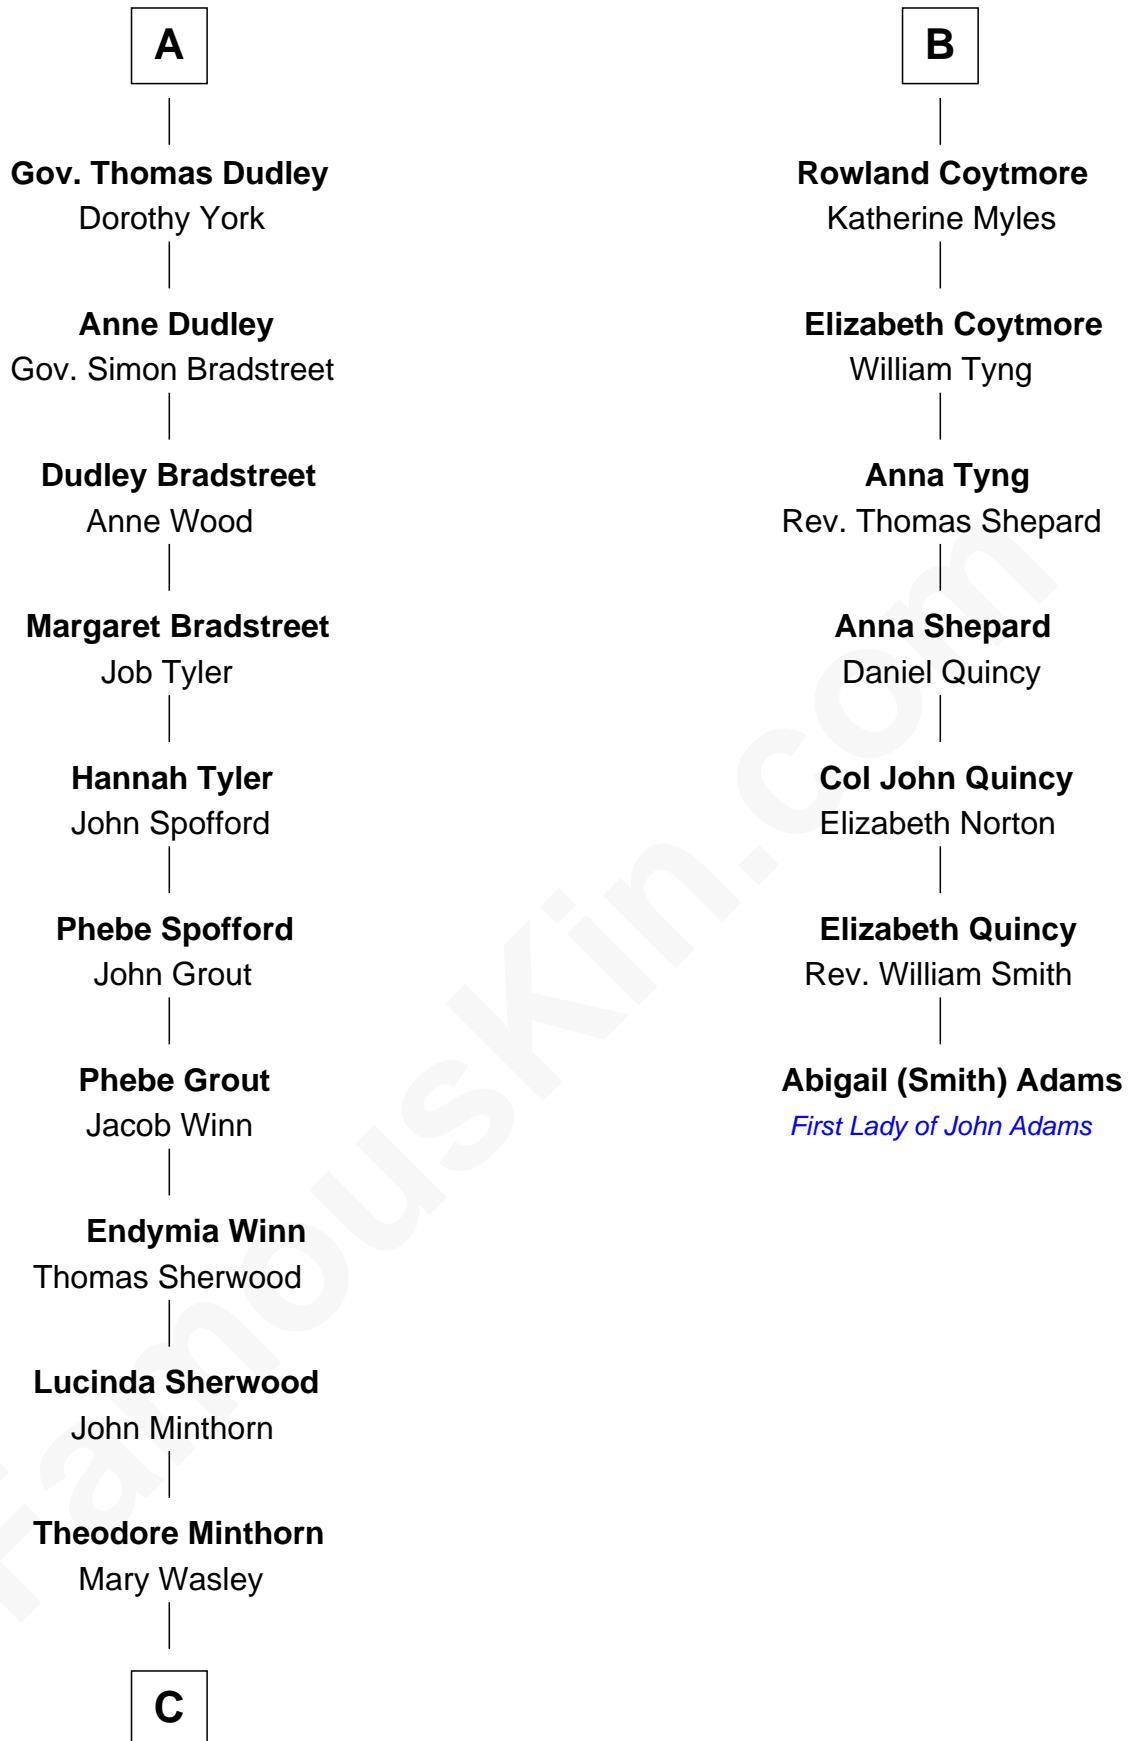 A
Gov. Thomas Dudley
Dorothy York
Anne Dudley
Gov. Simon Bradstreet
Dudley Bradstreet
Anne Wood
Margaret Bradstreet
Job Tyler
Hannah Tyler
John Spofford
Phebe Spofford
John Grout
Phebe Grout
Jacob Winn
Endymia Winn
Thomas Sherwood
Lucinda Sherwood
John Minthorn
Theodore Minthorn
Mary Wasley
C
B
Rowland Coytmore
Katherine Myles
Elizabeth Coytmore
William Tyng
Anna Tyng
Rev. Thomas Shepard
Anna Shepard
Daniel Quincy
Col John Quincy
Elizabeth Norton
Elizabeth Quincy
Rev. William Smith
Abigail (Smith) Adams
First Lady of John Adams
FamousKin.com